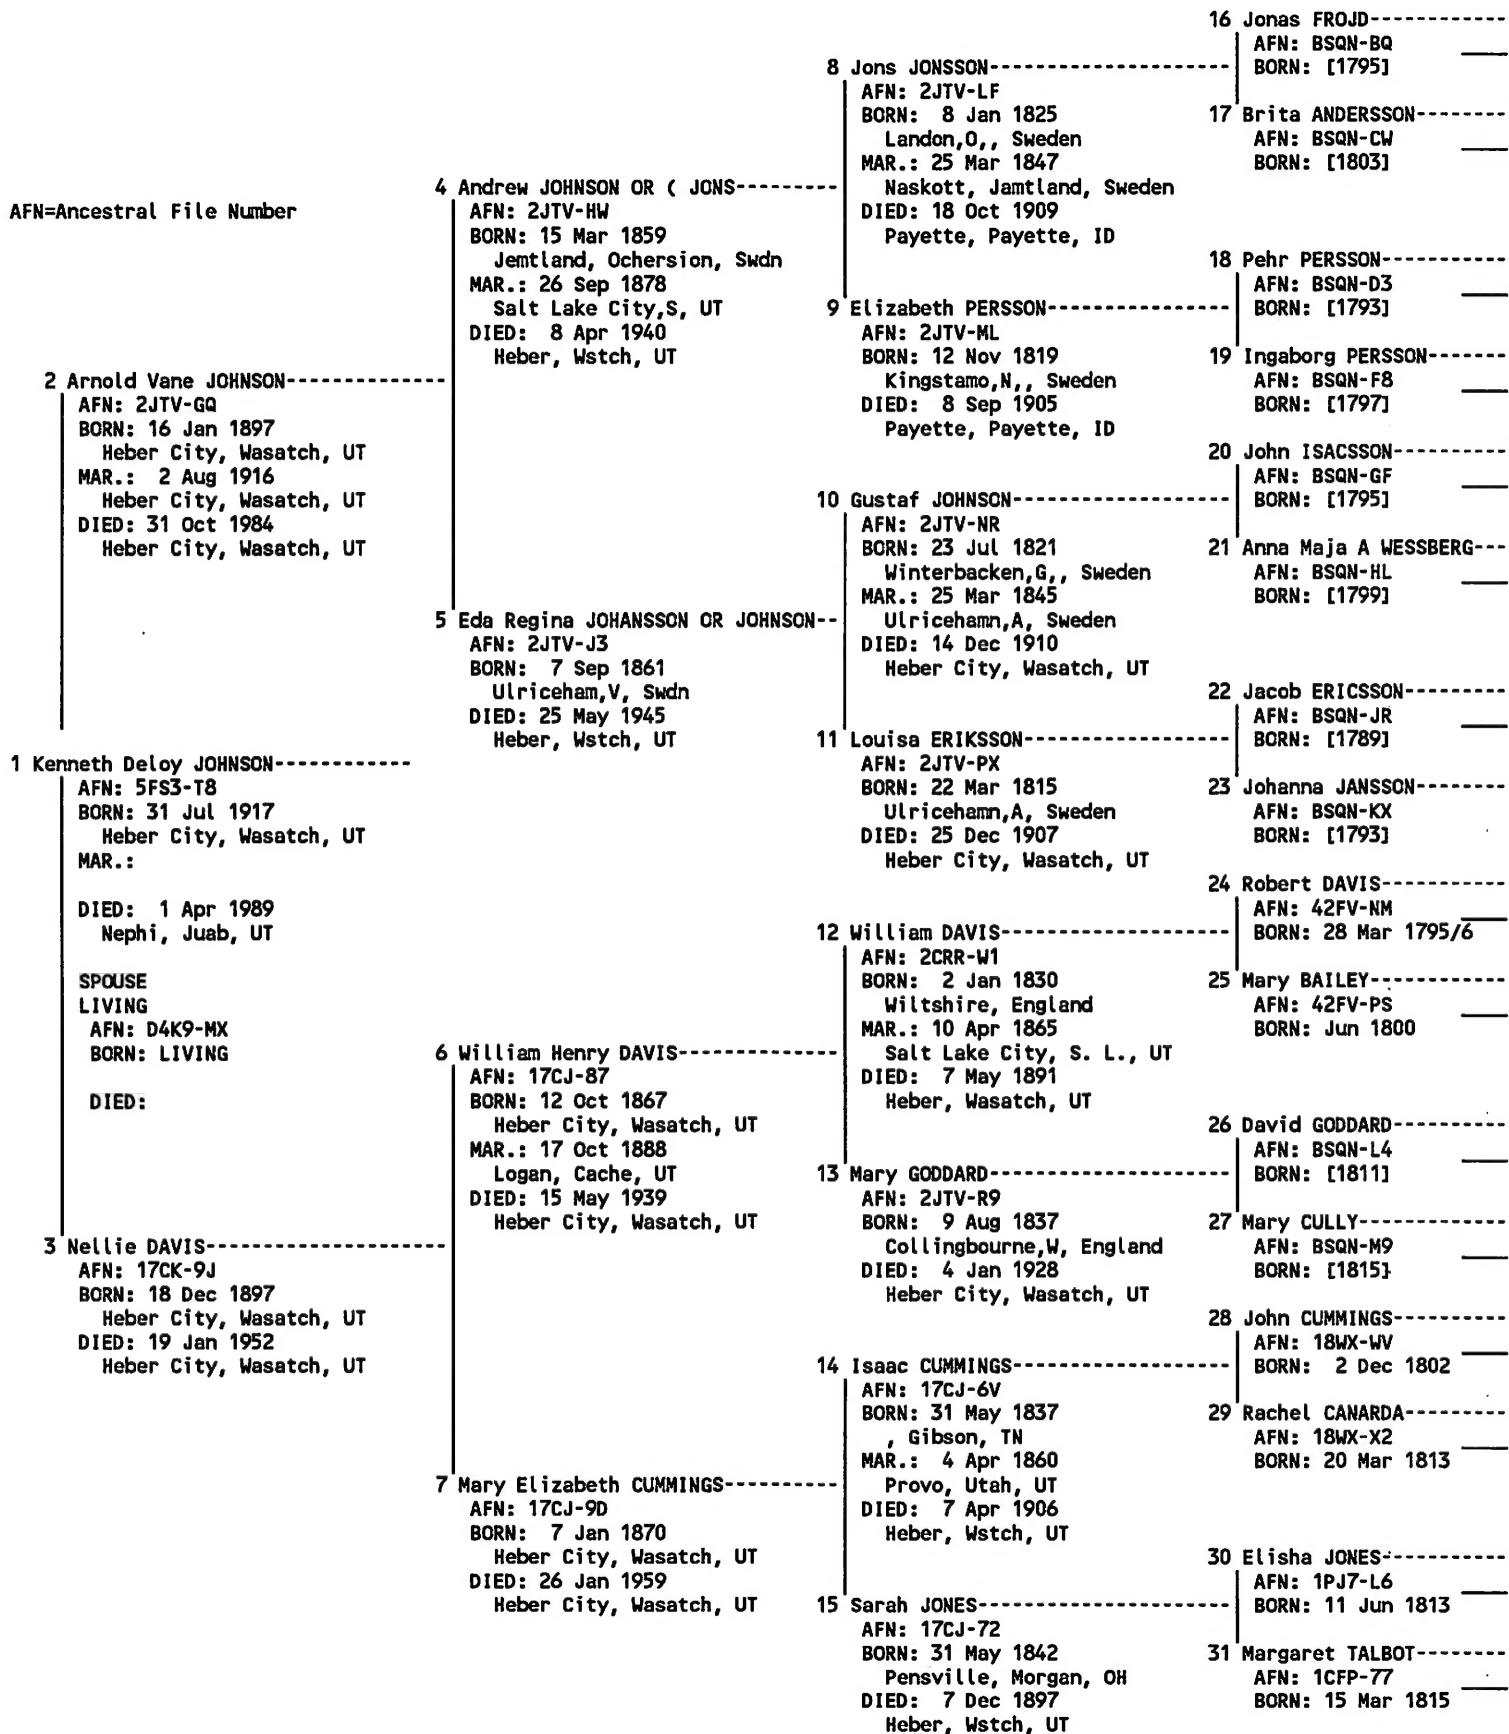 AFN=Ancestral File Number
1 Kenneth Deloy JOHNSON------------
AFN: 5FS3-T8
BORN: 31 Jul 1917
Heber City, Wasatch, UT
MAR.:
DIED: 1 Apr 1989
Nephi, Juab, UT
SPOUSE
LIVING
AFN: D4K9-MX
BORN: LIVING
DIED:
2 Arnold Vane JOHNSON--------------
AFN: 2JTV-GQ
BORN: 16 Jan 1897
Heber City, Wasatch, UT
MAR.: 2 Aug 1916
Heber City, Wasatch, UT
DIED: 31 Oct 1984
Heber City, Wasatch, UT
3 Nellie DAVIS---------------------
AFN: 17CK-9J
BORN: 18 Dec 1897
Heber City, Wasatch, UT
DIED: 19 Jan 1952
Heber City, Wasatch, UT
4 Andrew JOHNSON OR ( JONS---------
AFN: 2JTV-HW
BORN: 15 Mar 1859
Jemtland, Ochersion, Swdn
MAR.: 26 Sep 1878
Salt Lake City,S, UT
DIED: 8 Apr 1940
Heber, Wstch, UT
5 Eda Regina JOHANSSON OR JOHNSON--
AFN: 2JTV-J3
BORN: 7 Sep 1861
Ulriceham,V, Swdn
DIED: 25 May 1945
Heber, Wstch, UT
6 William Henry DAVIS--------------
AFN: 17CJ-87
BORN: 12 Oct 1867
Heber City, Wasatch, UT
MAR.: 17 Oct 1888
Logan, Cache, UT
DIED: 15 May 1939
Heber City, Wasatch, UT
7 Mary Elizabeth CUMMINGS----------
AFN: 17CJ-9D
BORN: 7 Jan 1870
Heber City, Wasatch, UT
DIED: 26 Jan 1959
Heber City, Wasatch, UT
8 Jons JONSSON---------------------
AFN: 2JTV-LF
BORN: 8 Jan 1825
Landon,O,, Sweden
MAR.: 25 Mar 1847
Naskott, Jamtland, Sweden
DIED: 18 Oct 1909
Payette, Payette, ID
9 Elizabeth PERSSON----------------
AFN: 2JTV-ML
BORN: 12 Nov 1819
Kingstamo,N,, Sweden
DIED: 8 Sep 1905
Payette, Payette, ID
10 Gustaf JOHNSON-------------------
AFN: 2JTV-NR
BORN: 23 Jul 1821
Winterbacken,G,, Sweden
MAR.: 25 Mar 1845
Ulricehamn,A, Sweden
DIED: 14 Dec 1910
Heber City, Wasatch, UT
11 Louisa ERIKSSON------------------
AFN: 2JTV-PX
BORN: 22 Mar 1815
Ulricehamn,A, Sweden
DIED: 25 Dec 1907
Heber City, Wasatch, UT
12 William DAVIS--------------------
AFN: 2CRR-W1
BORN: 2 Jan 1830
Wiltshire, England
MAR.: 10 Apr 1865
Salt Lake City, S. L., UT
DIED: 7 May 1891
Heber, Wasatch, UT
13 Mary GODDARD---------------------
AFN: 2JTV-R9
BORN: 9 Aug 1837
Collingbourne,W, England
DIED: 4 Jan 1928
Heber City, Wasatch, UT
14 Isaac CUMMINGS-------------------
AFN: 17CJ-6V
BORN: 31 May 1837
, Gibson, TN
MAR.: 4 Apr 1860
Provo, Utah, UT
DIED: 7 Apr 1906
Heber, Wstch, UT
15 Sarah JONES----------------------
AFN: 17CJ-72
BORN: 31 May 1842
Pensville, Morgan, OH
DIED: 7 Dec 1897
Heber, Wstch, UT
16 Jonas FROJD------------
AFN: BSQN-BQ
BORN: [1795]
17 Brita ANDERSSON--------
AFN: BSQN-CW
BORN: [1803]
18 Pehr PERSSON-----------
AFN: BSQN-D3
BORN: [1793]
19 Ingaborg PERSSON-------
AFN: BSQN-F8
BORN: [1797]
20 John ISACSSON----------
AFN: BSQN-GF
BORN: [1795]
21 Anna Maja A WESSBERG---
AFN: BSQN-HL
BORN: [1799]
22 Jacob ERICSSON---------
AFN: BSQN-JR
BORN: [1789]
23 Johanna JANSSON--------
AFN: BSQN-KX
BORN: [1793]
24 Robert DAVIS-----------
AFN: 42FV-NM
BORN: 28 Mar 1795/6
25 Mary BAILEY------------
AFN: 42FV-PS
BORN: Jun 1800
26 David GODDARD----------
AFN: BSQN-L4
BORN: [1811]
27 Mary CULLY-------------
AFN: BSQN-M9
BORN: [1815]
28 John CUMMINGS----------
AFN: 18WX-WV
BORN: 2 Dec 1802
29 Rachel CANARDA---------
AFN: 18WX-X2
BORN: 20 Mar 1813
30 Elisha JONES-----------
AFN: 1PJ7-L6
BORN: 11 Jun 1813
31 Margaret TALBOT--------
AFN: 1CFP-77
BORN: 15 Mar 1815